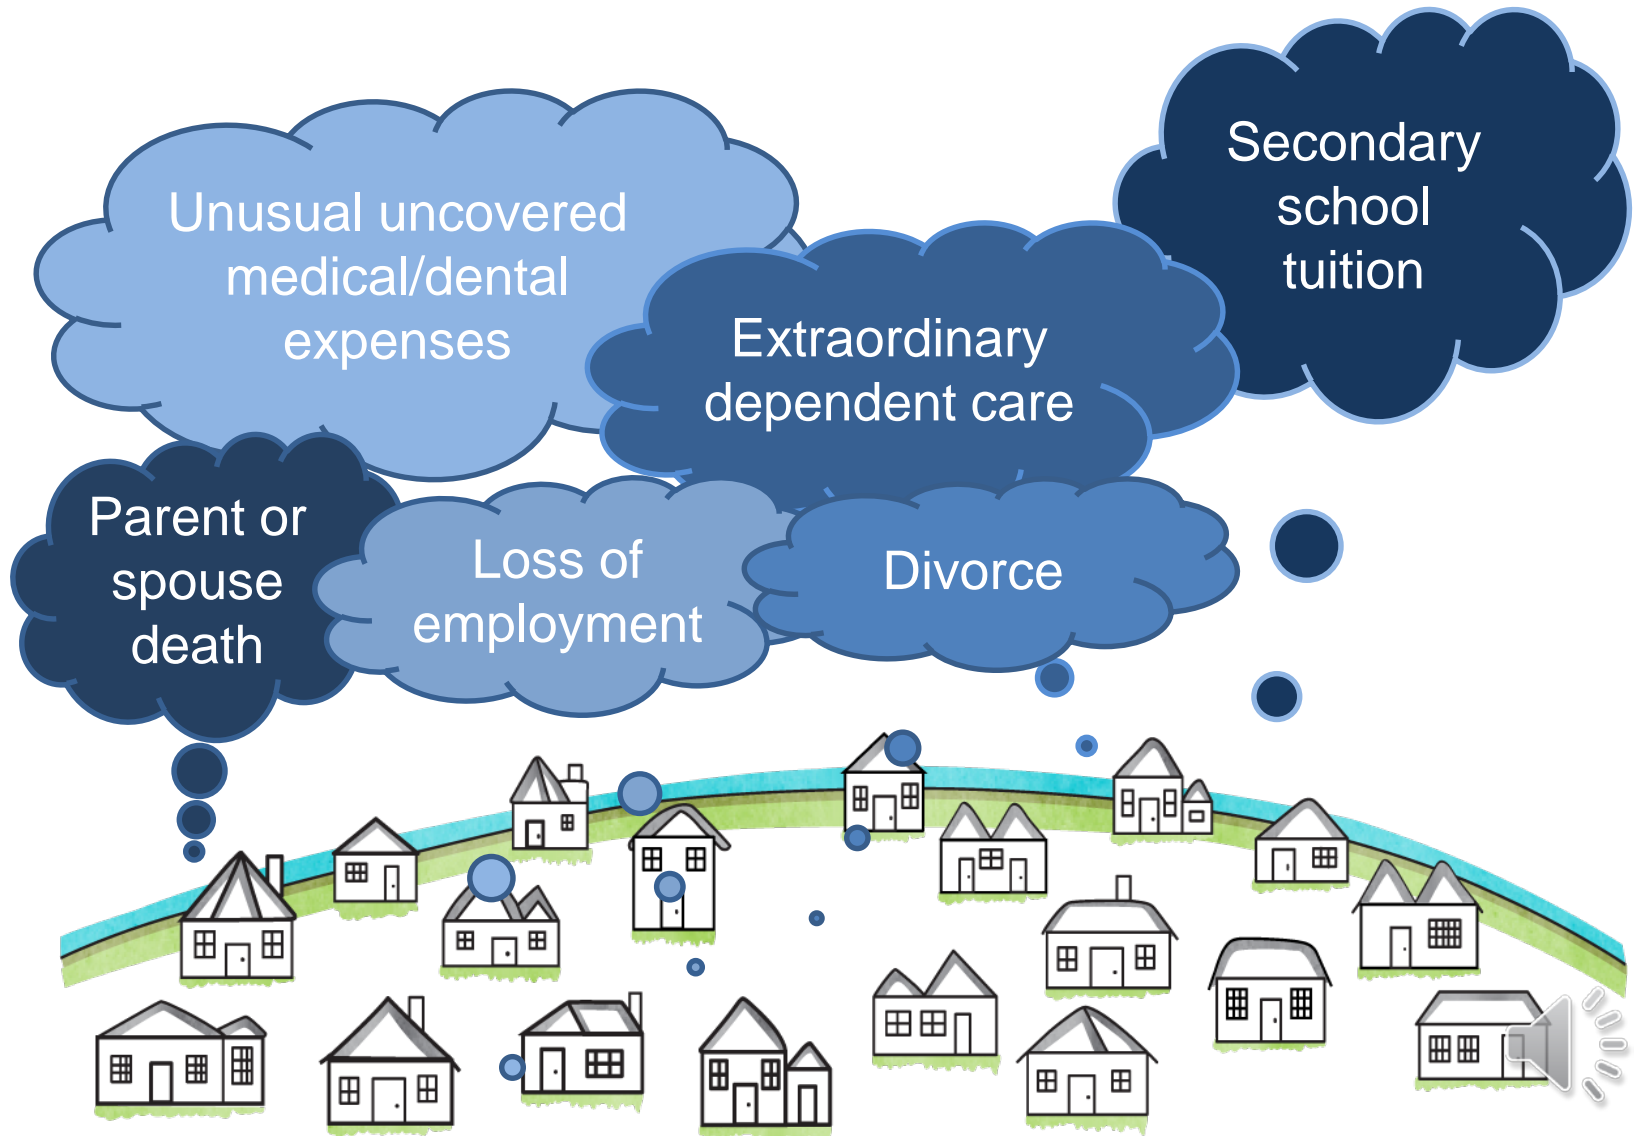 Unusual uncovered
medical/dental
expenses
Secondary
school
tuition
Extraordinary
dependent care
Parent or
spouse
death
Loss of
employment
Divorce